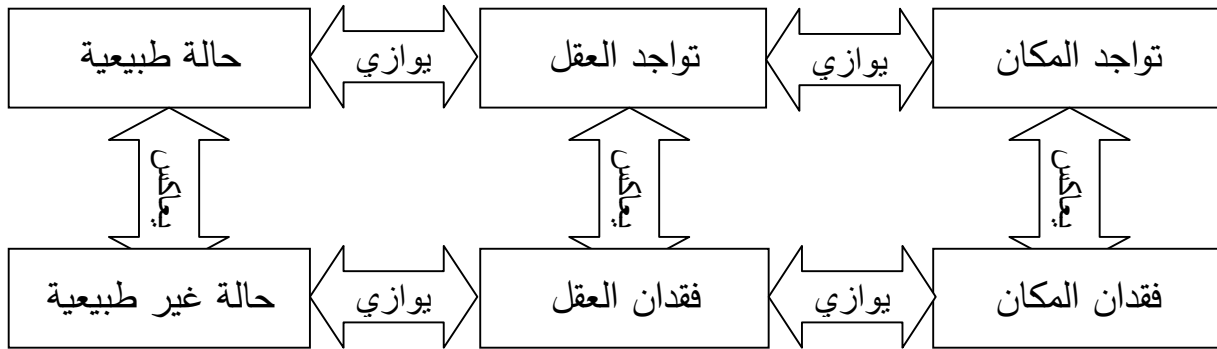 تواجد المكان
يوازي
تواجد العقل
يوازي
حالة طبيعية
يعاكس
يعاكس
يعاكس
فقدان المكان
يوازي
فقدان العقل
يوازي
حالة غير طبيعية